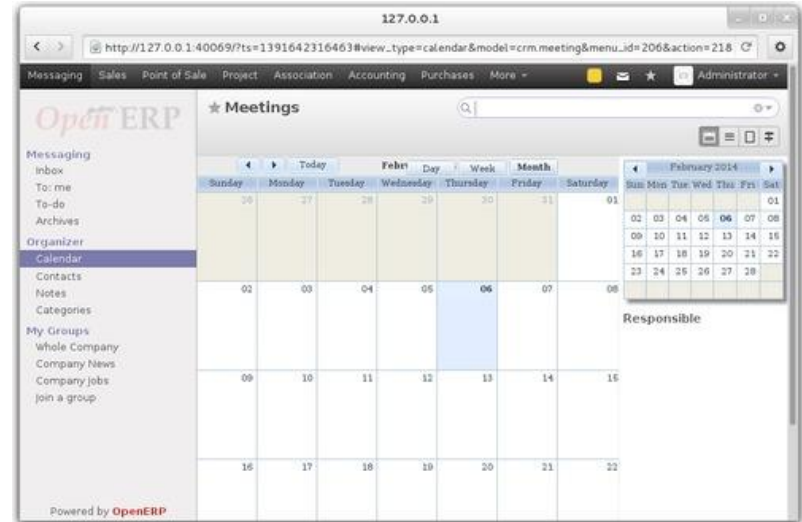 127.0.0.1
http://127.0.0.1:40069/?ts=1391642316463#view_type=calendar&model=crm.meeting&menu_id=206&action=218
Messaging Sales Point of Sale Project Association Accounting Purchases More Administrator
Open ERP
Meetings
Messaging
Inbox
To: me
To-do
Archives
Organizer
Calendar
Contacts
Notes
Categories
My Groups
Whole Company
Company News
Company Jobs
Join a group
Powered by OpenERP
Today Febr Day Week Month
Sunday Monday Tuesday Wednesday Thursday Friday Saturday
26 27 28 29 30 31 01
02 03 04 05 06 07 08
09 10 11 12 13 14 15
16 17 18 19 20 21 22
February 2014
Sun Mon Tue Wed Thu Fri Sat
01
02 03 04 05 06 07 08
09 10 11 12 13 14 15
16 17 18 19 20 21 22
23 24 25 26 27 28
Responsible